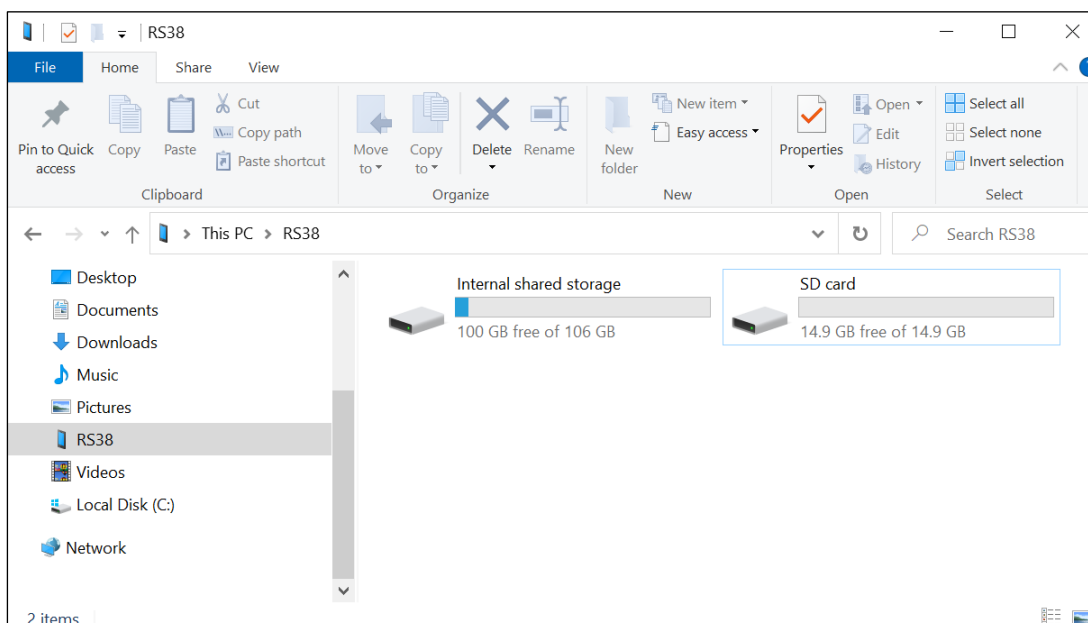 RS38
File Home Share View
Pin to Quick access
Copy
Paste
Cut
Copy path
Paste shortcut
Clipboard
Move to
Copy to
Delete
Rename
Organize
New folder
New item
Easy access
New
Properties
Open
Edit
History
Open
Select all
Select none
Invert selection
Select
This PC > RS38
Search RS38
Desktop
Documents
Downloads
Music
Pictures
RS38
Videos
Local Disk (C:)
Network
Internal shared storage
100 GB free of 106 GB
SD card
14.9 GB free of 14.9 GB
2 items